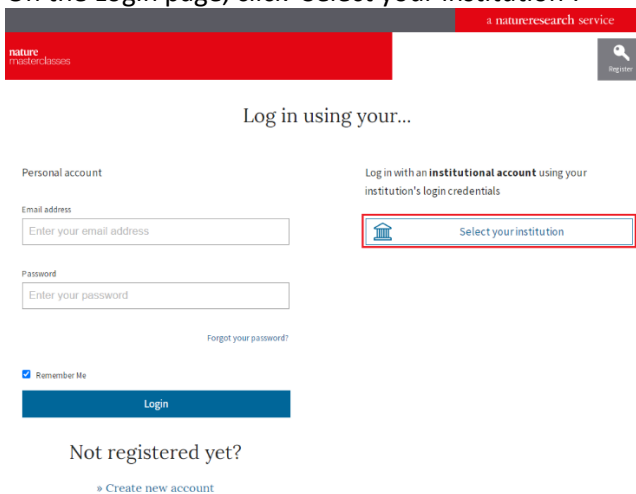 On the Login page, click 'Select your institution'.
a natureresearch service
nature
masterclasses
Register
Log in using your...
Personal account
Email address
Enter your email address
Password
Enter your password
Forgot your password?
Remember Me
Login
Not registered yet?
» Create new account
Log in with an institutional account using your
institution's login credentials
Select your institution